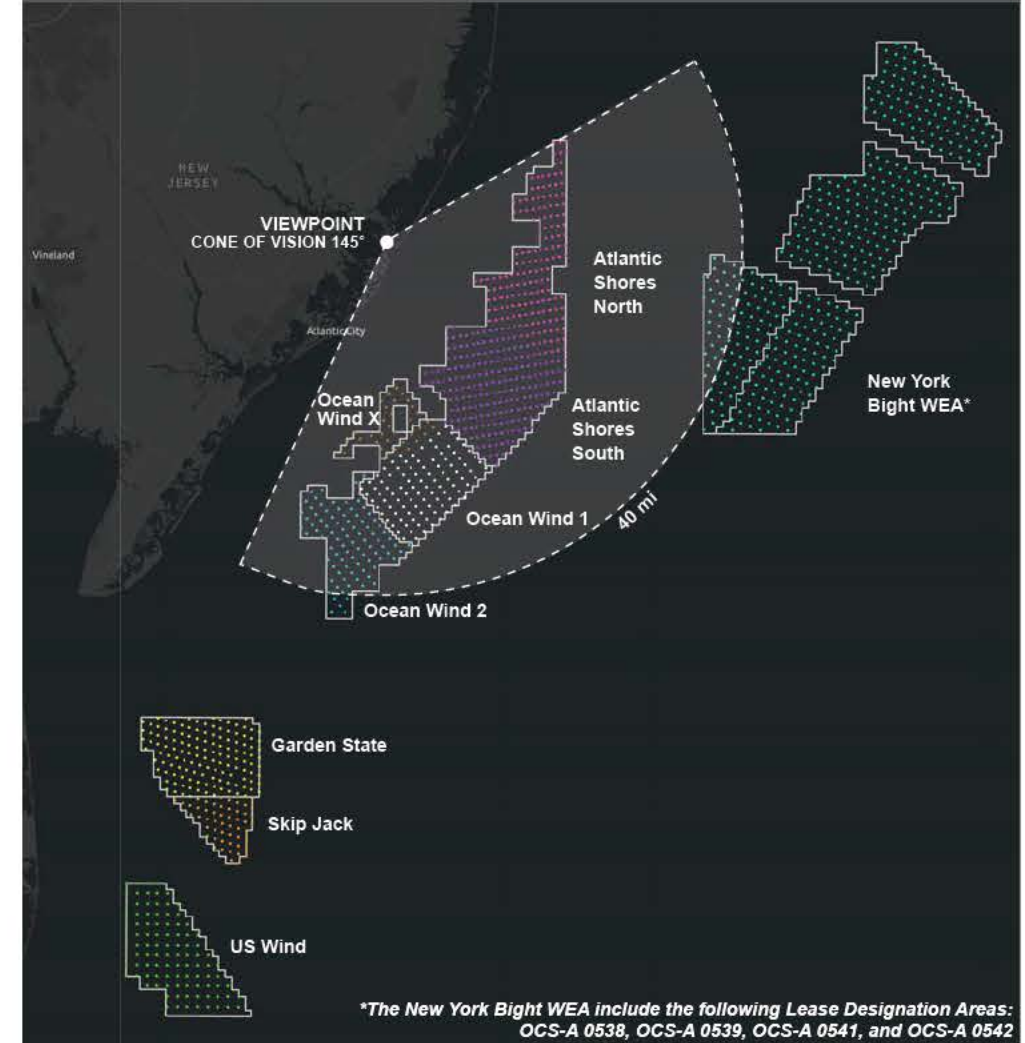 NEW
JERSEY
VIEWPOINT
CONE OF VISION 145°
Vineland
Atlantic City
Atlantic
Shores
North
Ocean
Wind X
Atlantic
Shores
South
New York
Bight WEA*
Ocean Wind 1
40 mi
Ocean Wind 2
Garden State
Skip Jack
US Wind
*The New York Bight WEA include the following Lease Designation Areas:
OCS-A 0538, OCS-A 0539, OCS-A 0541, and OCS-A 0542